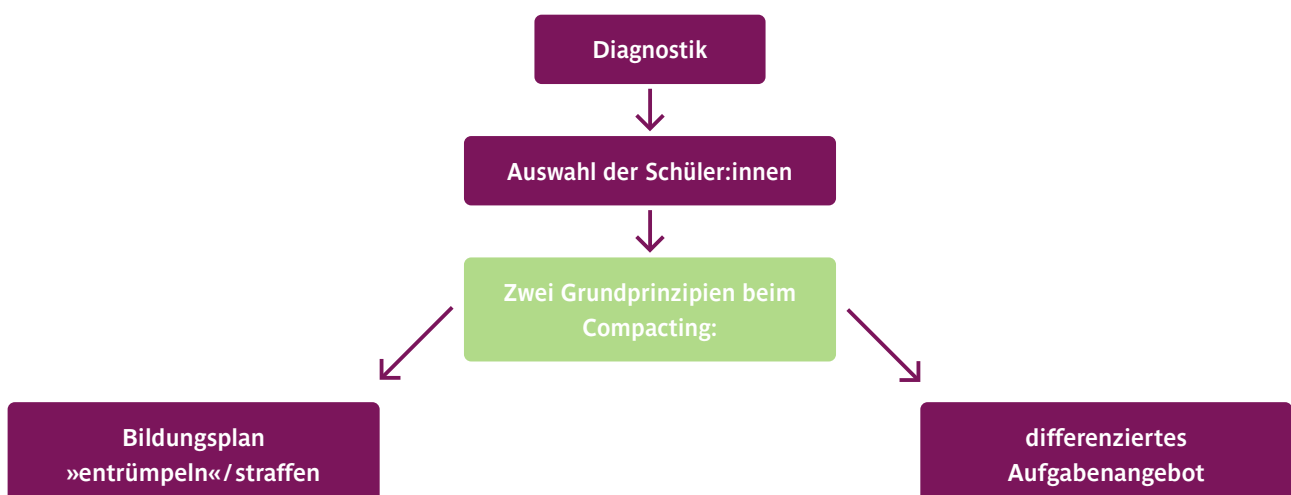 Diagnostik
Auswahl der Schüler:innen
Zwei Grundprinzipien beim
Compacting:
Bildungsplan
»entrümpeln«/straffen
differenziertes
Aufgabenangebot